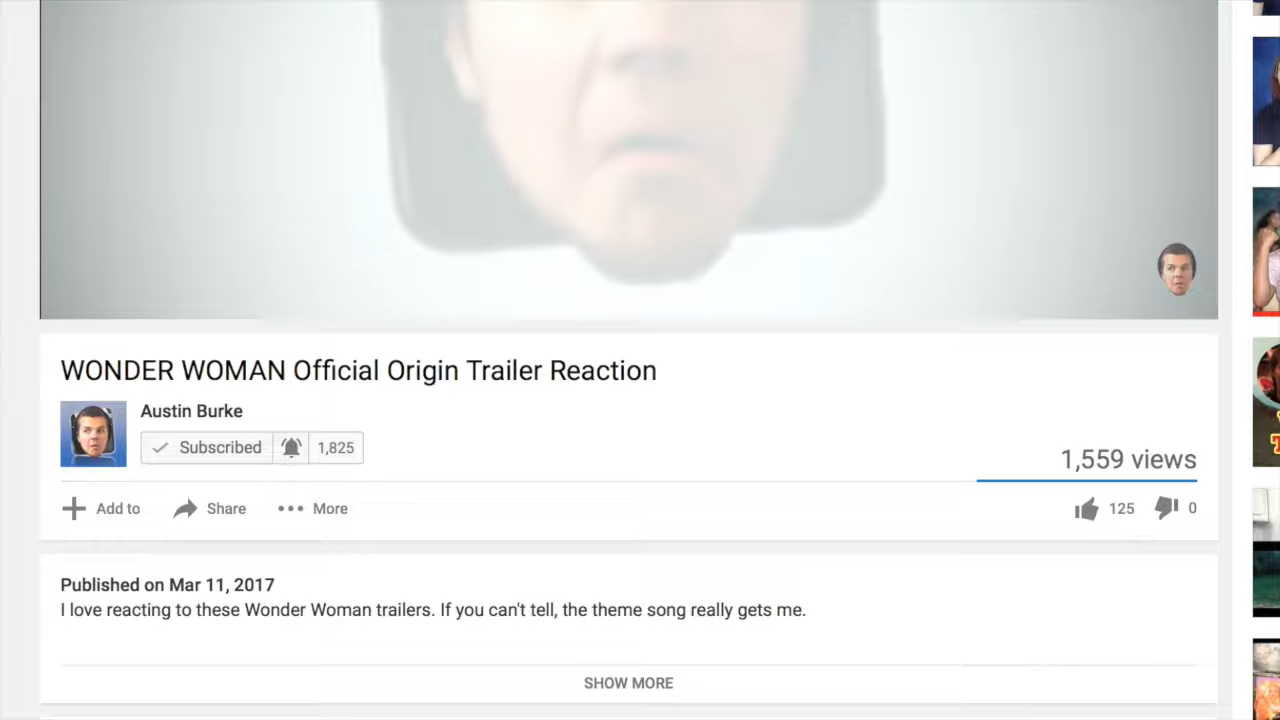 WONDER WOMAN Official Origin Trailer Reaction
Austin Burke
Subscribed 1,825
1,559 views
Add to Share More 125 0
Published on Mar 11, 2017
I love reacting to these Wonder Woman trailers. If you can't tell, the theme song really gets me.
SHOW MORE